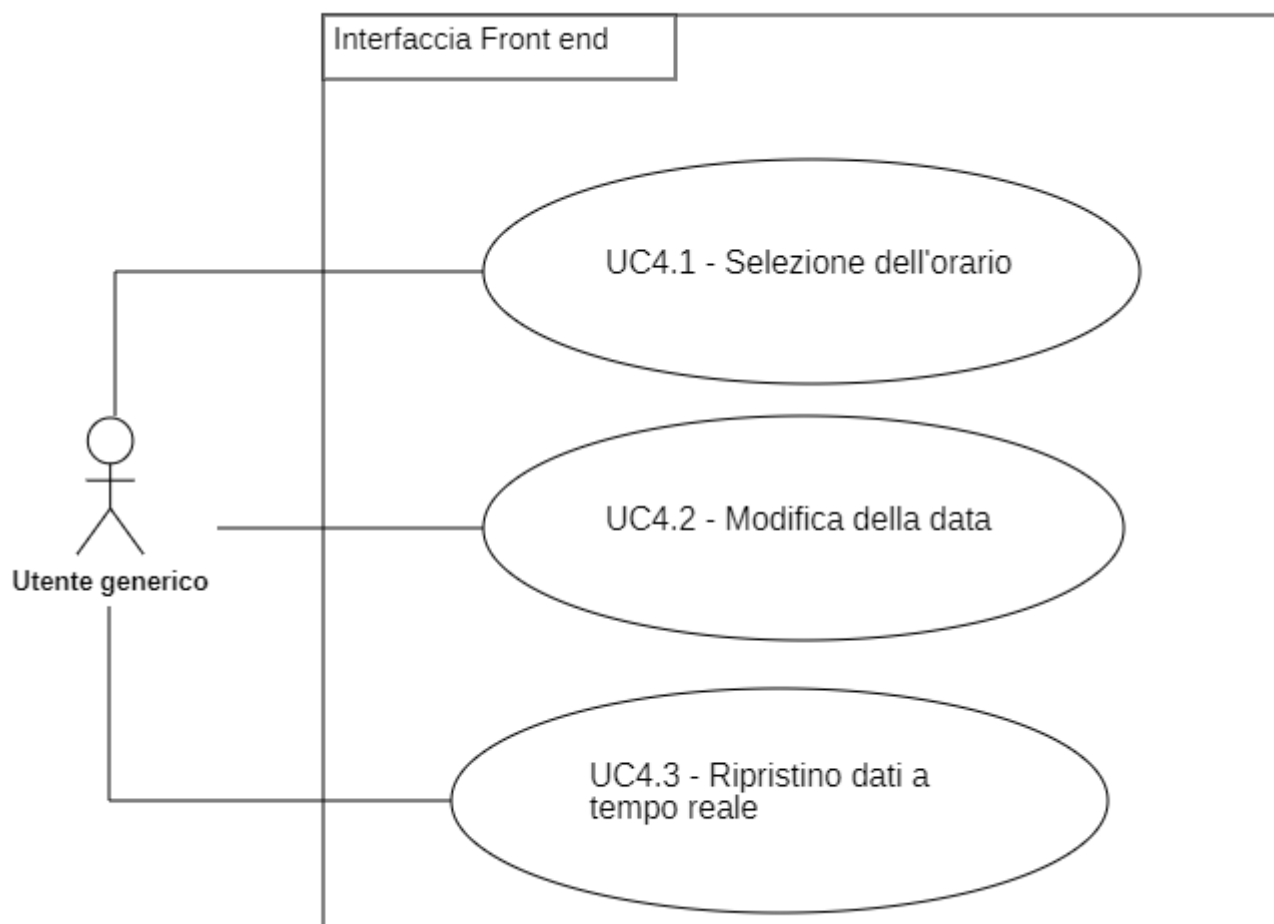 Interfaccia Front end
UC4.1 - Selezione dell'orario
UC4.2 - Modifica della data
Utente generico
UC4.3 - Ripristino dati a
tempo reale